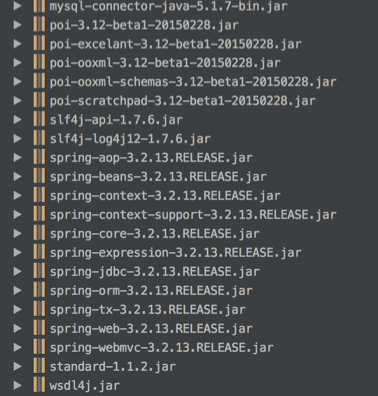 mysql-connector-java-5.1.7-bin.jar
poi-3.12-beta1-20150228.jar
poi-excelant-3.12-beta1-20150228.jar
poi-ooxml-3.12-beta1-20150228.jar
poi-ooxml-schemas-3.12-beta1-20150228.jar
poi-scratchpad-3.12-beta1-20150228.jar
slf4j-api-1.7.6.jar
slf4j-log4j12-1.7.6.jar
spring-aop-3.2.13.RELEASE.jar
spring-beans-3.2.13.RELEASE.jar
spring-context-3.2.13.RELEASE.jar
spring-context-support-3.2.13.RELEASE.jar
spring-core-3.2.13.RELEASE.jar
spring-expression-3.2.13.RELEASE.jar
spring-jdbc-3.2.13.RELEASE.jar
spring-orm-3.2.13.RELEASE.jar
spring-tx-3.2.13.RELEASE.jar
spring-web-3.2.13.RELEASE.jar
spring-webmvc-3.2.13.RELEASE.jar
standard-1.1.2.jar
wsdl4j.jar